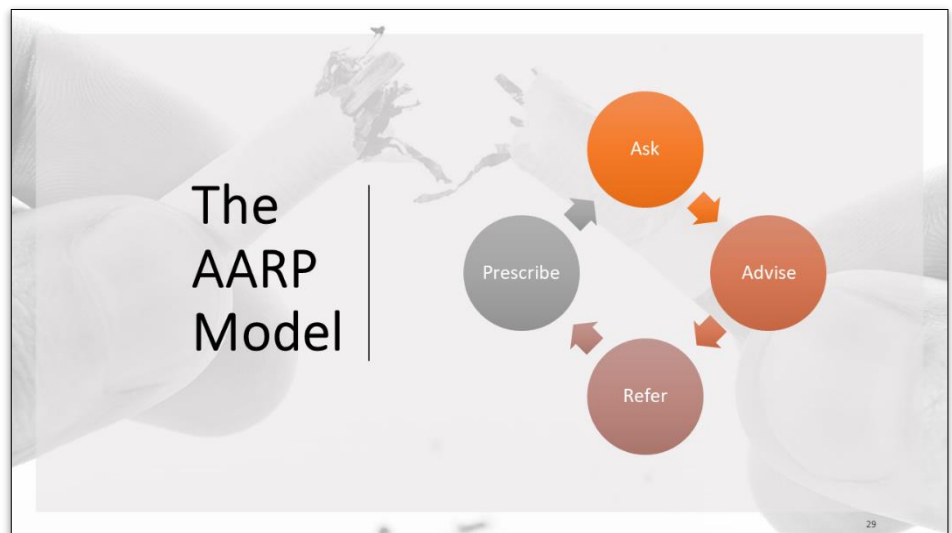 The
AARP
Model
Ask
Advise
Refer
Prescribe
29